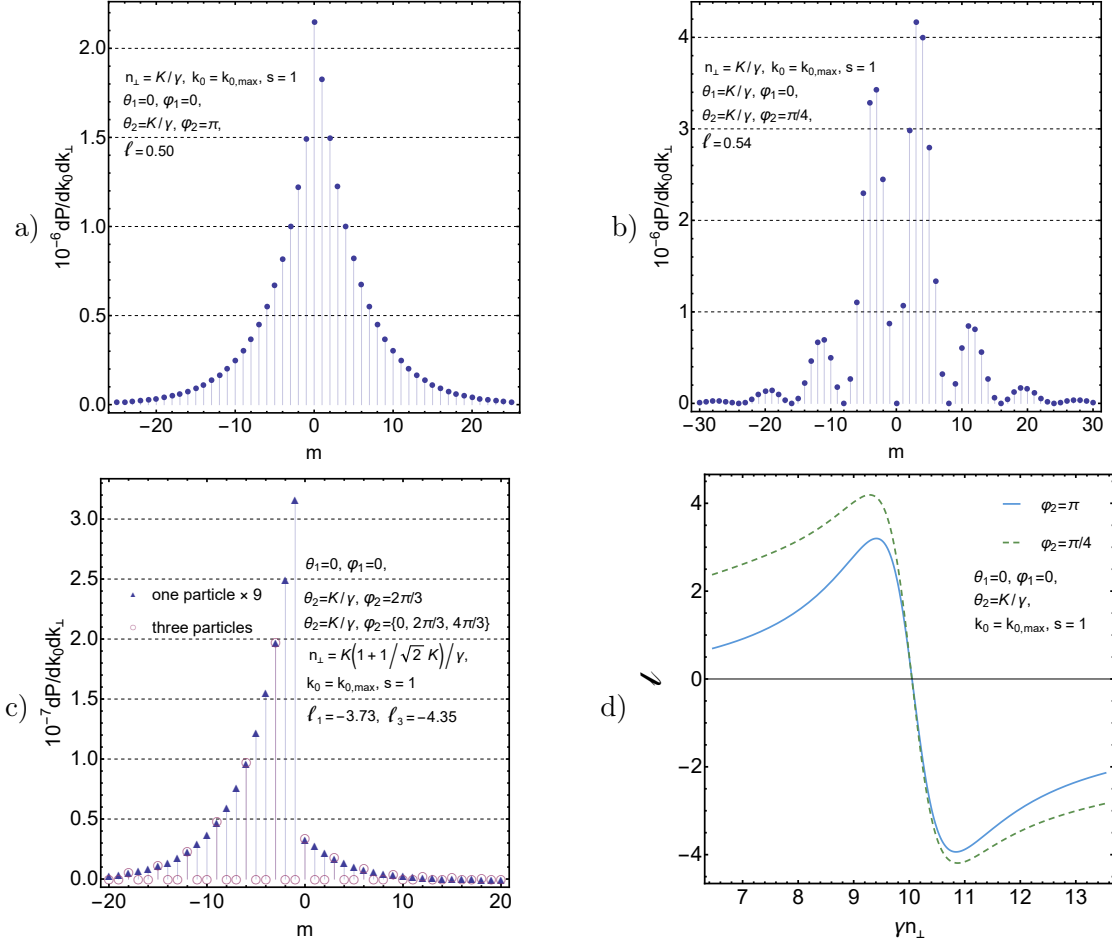 a)
10⁻⁶dP/dk₀dk⊥
2.0
1.5
1.0
0.5
0.0
n⊥ = K/γ, k₀ = k₀,max, s = 1
θ₁=0, φ₁=0,
θ₂=K/γ, φ₂=π,
ℓ=0.50
−20 −10 0 10 20
m
b)
10⁻⁶dP/dk₀dk⊥
4
3
2
1
0
n⊥ = K/γ, k₀ = k₀,max, s = 1
θ₁=K/γ, φ₁=0,
θ₂=K/γ, φ₂=π/4,
ℓ=0.54
−30 −20 −10 0 10 20 30
m
c)
10⁻⁷dP/dk₀dk⊥
3.0
2.5
2.0
1.5
1.0
0.5
0.0
one particle × 9
three particles
θ₁=0, φ₁=0,
θ₂=K/γ, φ₂=2π/3
θ₂=K/γ, φ₂={0, 2π/3, 4π/3}
n⊥ = K(1 + 1/√2 K)/γ,
k₀ = k₀,max, s = 1
ℓ₁=−3.73, ℓ₃=−4.35
−20 −10 0 10 20
m
d)
ℓ
4
2
0
−2
−4
φ₂=π
φ₂=π/4
θ₁=0, φ₁=0,
θ₂=K/γ,
k₀ = k₀,max, s = 1
7 8 9 10 11 12 13
γn⊥